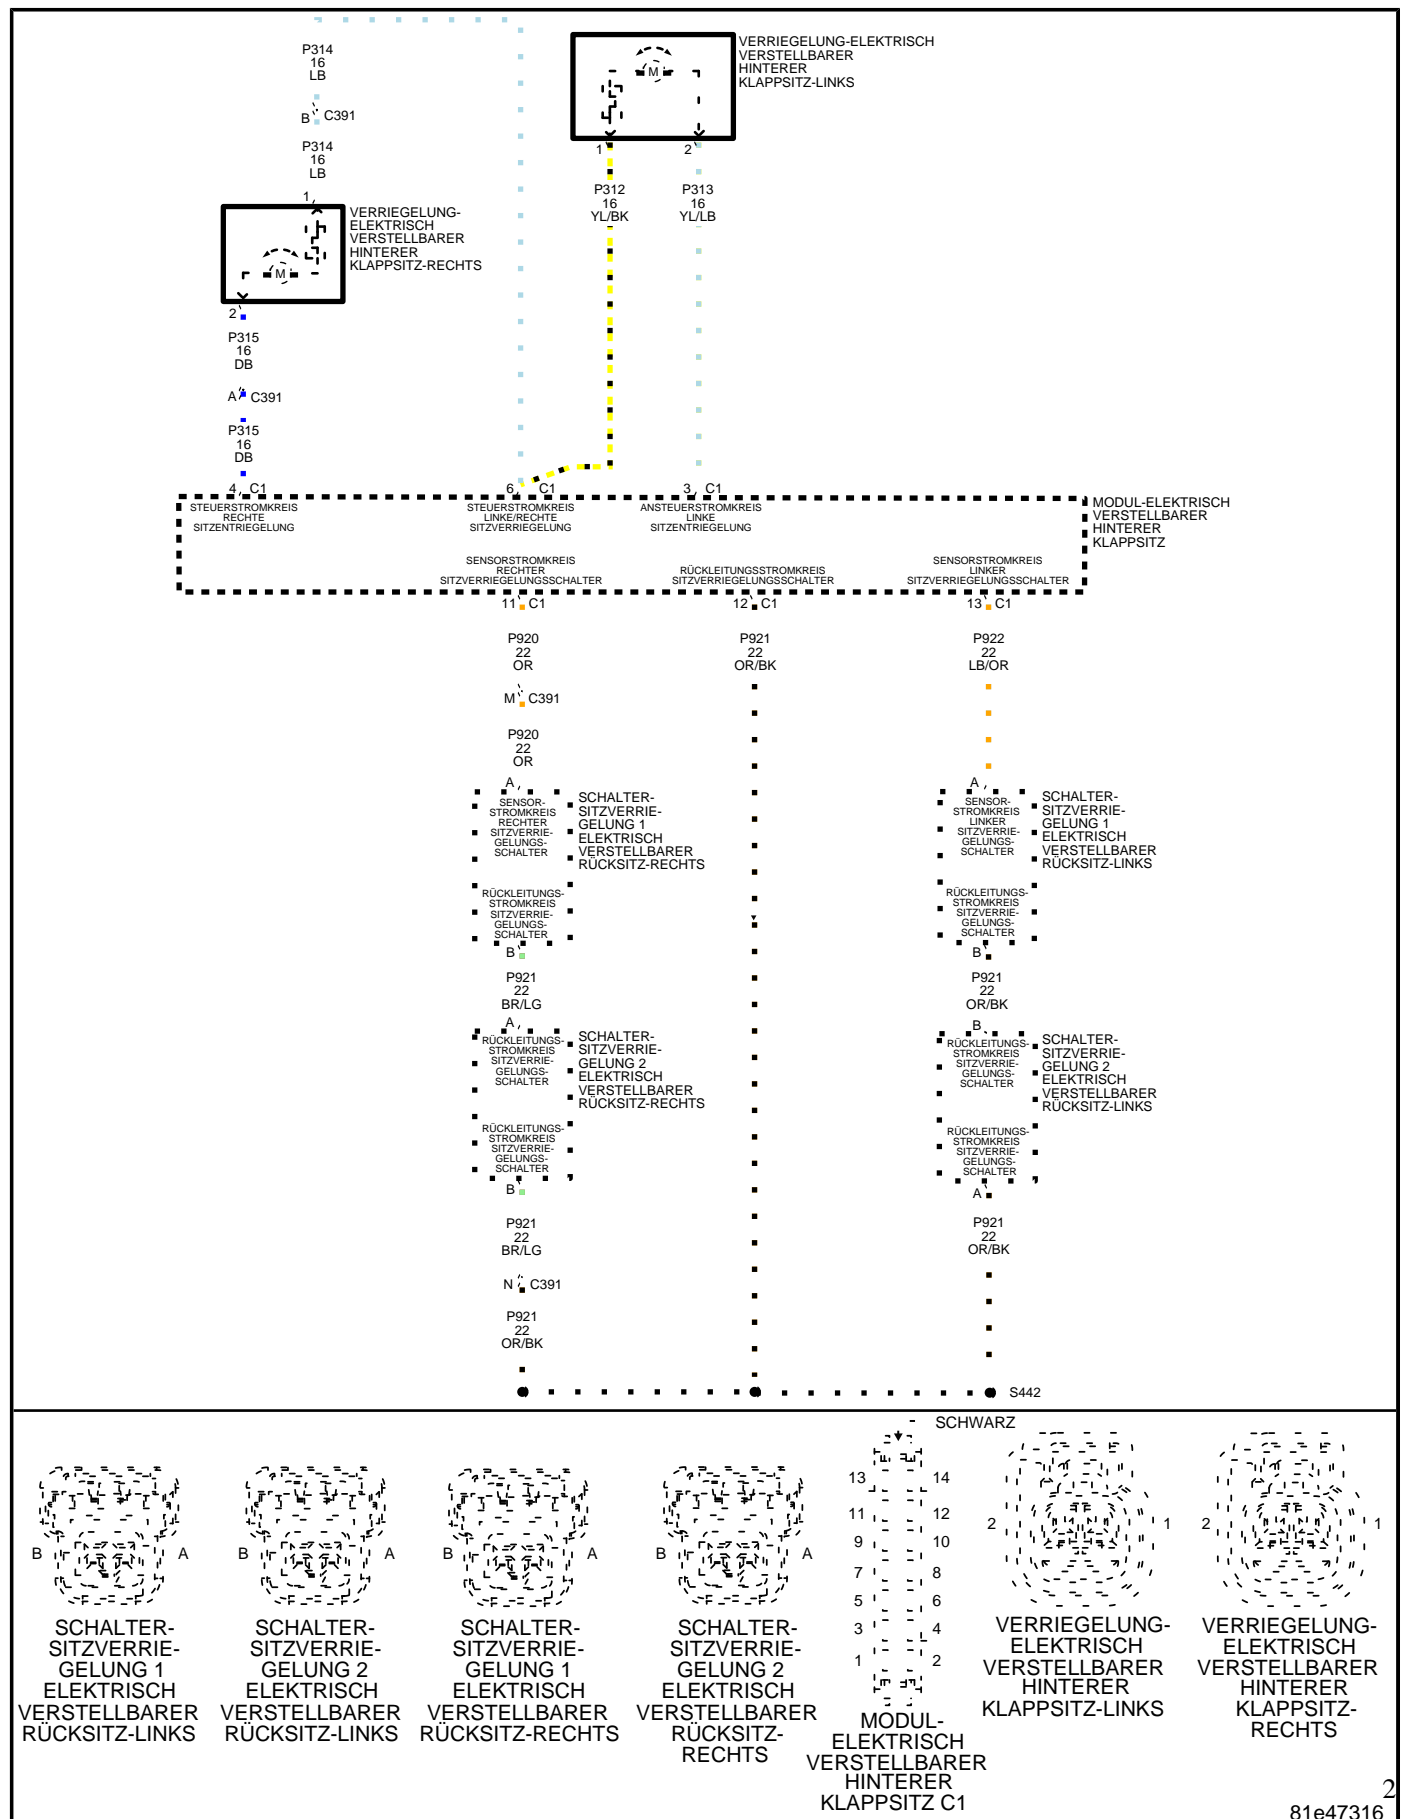 P314
16
LB
B C391
P314
16
LB
1
VERRIEGELUNG-
ELEKTRISCH
VERSTELLBARER
HINTERER
KLAPPSITZ-RECHTS
M
2
P315
16
DB
A C391
P315
16
DB
VERRIEGELUNG-ELEKTRISCH
VERSTELLBARER
HINTERER
KLAPPSITZ-LINKS
M
1 2
P312
16
YL/BK
P313
16
YL/LB
4 C1
6 C1
3 C1
STEUERSTROMKREIS
RECHTE
SITZENTRIEGELUNG
STEUERSTROMKREIS
LINKE/RECHTE
SITZVERRIEGELUNG
ANSTEUERSTROMKREIS
LINKE
SITZENTRIEGELUNG
MODUL-ELEKTRISCH
VERSTELLBARER
HINTERER
KLAPPSITZ
SENSORSTROMKREIS
RECHTER
SITZVERRIEGELUNGSSCHALTER
RÜCKLEITUNGSSTROMKREIS
SITZVERRIEGELUNGSSCHALTER
SENSORSTROMKREIS
LINKER
SITZVERRIEGELUNGSSCHALTER
11 C1
12 C1
13 C1
P920
22
OR
P921
22
OR/BK
P922
22
LB/OR
M C391
P920
22
OR
A
SENSOR-
STROMKREIS
RECHTER
SITZVERRIE-
GELUNGS-
SCHALTER
RÜCKLEITUNGS-
STROMKREIS
SITZVERRIE-
GELUNGS-
SCHALTER
SCHALTER-
SITZVERRIE-
GELUNG 1
ELEKTRISCH
VERSTELLBARER
RÜCKSITZ-RECHTS
B
P921
22
BR/LG
A
RÜCKLEITUNGS-
STROMKREIS
SITZVERRIE-
GELUNGS-
SCHALTER
RÜCKLEITUNGS-
STROMKREIS
SITZVERRIE-
GELUNGS-
SCHALTER
SCHALTER-
SITZVERRIE-
GELUNG 2
ELEKTRISCH
VERSTELLBARER
RÜCKSITZ-RECHTS
B
P921
22
BR/LG
N C391
P921
22
OR/BK
A
SENSOR-
STROMKREIS
LINKER
SITZVERRIE-
GELUNGS-
SCHALTER
RÜCKLEITUNGS-
STROMKREIS
SITZVERRIE-
GELUNGS-
SCHALTER
SCHALTER-
SITZVERRIE-
GELUNG 1
ELEKTRISCH
VERSTELLBARER
RÜCKSITZ-LINKS
B
P921
22
OR/BK
B
RÜCKLEITUNGS-
STROMKREIS
SITZVERRIE-
GELUNGS-
SCHALTER
RÜCKLEITUNGS-
STROMKREIS
SITZVERRIE-
GELUNGS-
SCHALTER
SCHALTER-
SITZVERRIE-
GELUNG 2
ELEKTRISCH
VERSTELLBARER
RÜCKSITZ-LINKS
A
P921
22
OR/BK
S442
B A
SCHALTER-
SITZVERRIE-
GELUNG 1
ELEKTRISCH
VERSTELLBARER
RÜCKSITZ-LINKS
B A
SCHALTER-
SITZVERRIE-
GELUNG 2
ELEKTRISCH
VERSTELLBARER
RÜCKSITZ-LINKS
B A
SCHALTER-
SITZVERRIE-
GELUNG 1
ELEKTRISCH
VERSTELLBARER
RÜCKSITZ-RECHTS
B A
SCHALTER-
SITZVERRIE-
GELUNG 2
ELEKTRISCH
VERSTELLBARER
RÜCKSITZ-
RECHTS
- SCHWARZ
13 14
11 12
9 10
7 8
5 6
3 4
1 2
MODUL-
ELEKTRISCH
VERSTELLBARER
HINTERER
KLAPPSITZ C1
2 1
VERRIEGELUNG-
ELEKTRISCH
VERSTELLBARER
HINTERER
KLAPPSITZ-LINKS
2 1
VERRIEGELUNG-
ELEKTRISCH
VERSTELLBARER
HINTERER
KLAPPSITZ-
RECHTS
2
81e47316